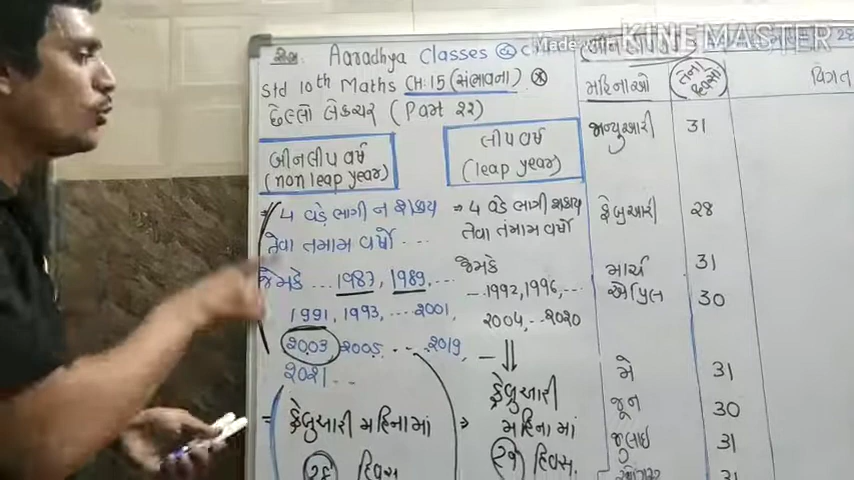 Aaradhya Classes
Made with KINEMASTER
Std 10th Maths CH:15 (સંભાવના)
છેલ્લો લેક્ચર (Part 22)
બીનલીપ વર્ષ
(non leap year)
⇒ 4 વડે ભાગી ન શકાય
તેવા તમામ વર્ષો ....
જેમકે ... 1987, 1989, ...
1991, 1993, ... 2001,
2003, 2005, ... 2019,
2021 ..
⇒ ફેબ્રુઆરી મહિનામાં
28 દિવસ
લીપ વર્ષ
(leap year)
⇒ 4 વડે ભાગી શકાય
તેવા તમામ વર્ષો
જેમકે
- 1992, 1996, ...
2004, ... 2020
⇒ ફેબ્રુઆરી
મહિનામાં
29 દિવસ.
મહિનાઓ તેના દિવસો વિગત
જાન્યુઆરી 31
ફેબ્રુઆરી 28
માર્ચ 31
એપ્રિલ 30
મે 31
જૂન 30
જુલાઈ 31
ઓગસ્ટ 31